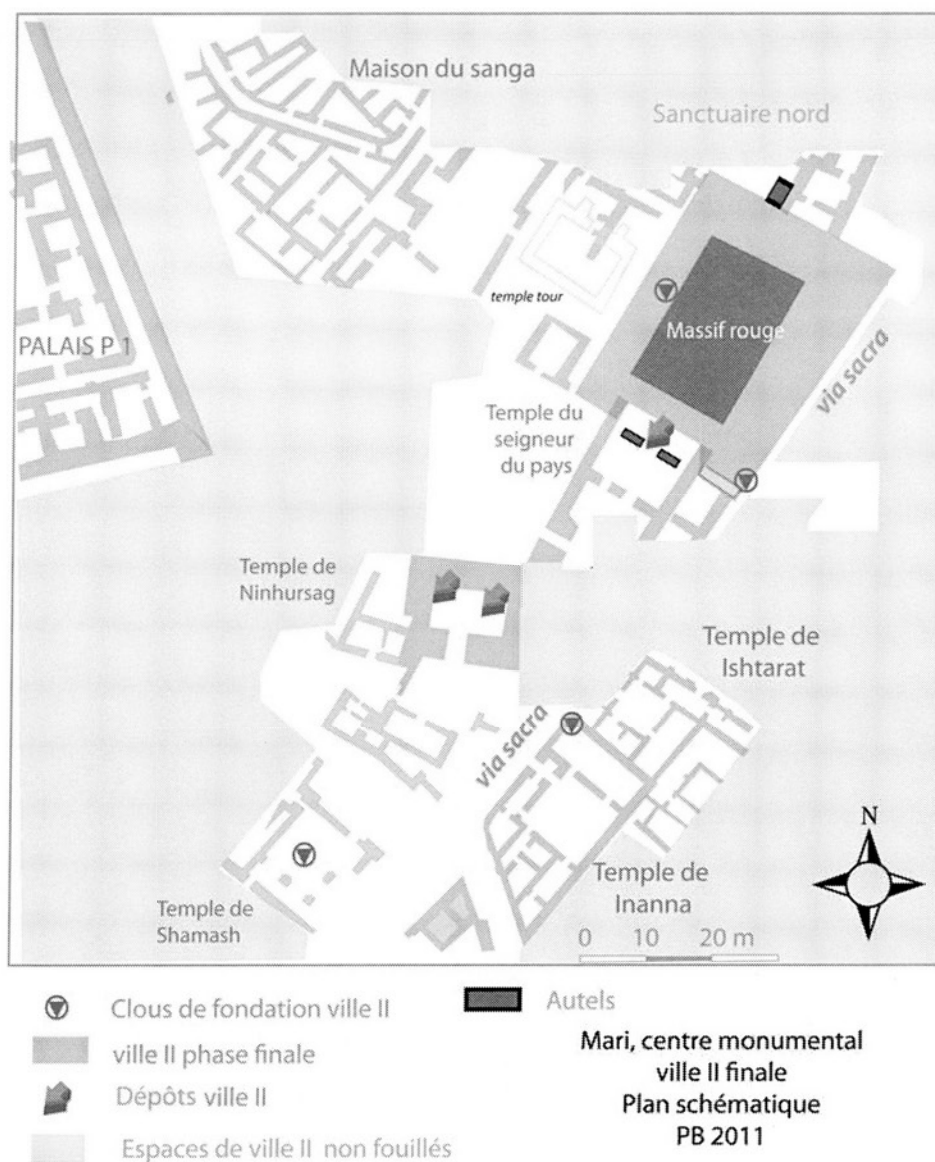 Maison du sanga
Sanctuaire nord
temple tour
Massif rouge
PALAIS P 1
via sacra
Temple du
seigneur
du pays
Temple de
Ninhursag
Temple de
Ishtarat
via sacra
N
Temple de
Inanna
Temple de
Shamash
0 10 20 m
Clous de fondation ville II
Autels
ville II phase finale
Dépôts ville II
Espaces de ville II non fouillés
Mari, centre monumental
ville II finale
Plan schématique
PB 2011